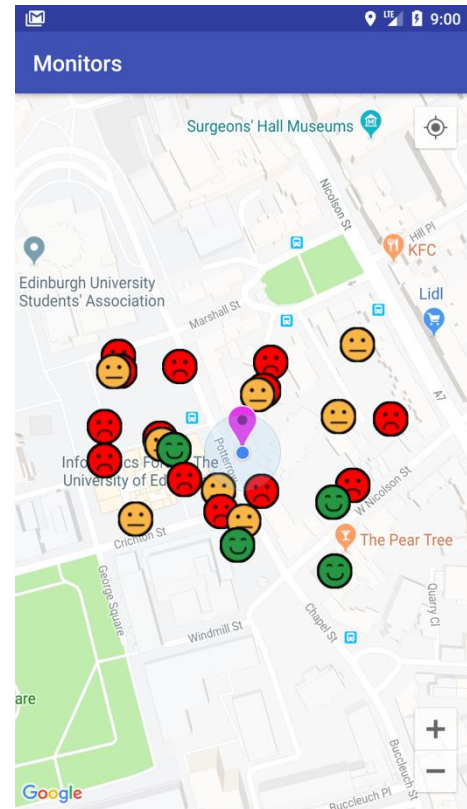 LTE 9:00
Monitors
Surgeons' Hall Museums
Nicolson St
Hill Pl
KFC
Edinburgh University
Students' Association
Lidl
Marshall St
A7
Potterrow
The
University of Ed
W Nicolson St
Crichton St
The Pear Tree
George Square
Quarry Cl
Chapel St
Windmill St
are
+
−
Google
Buccleuch Pl
Buccleuch